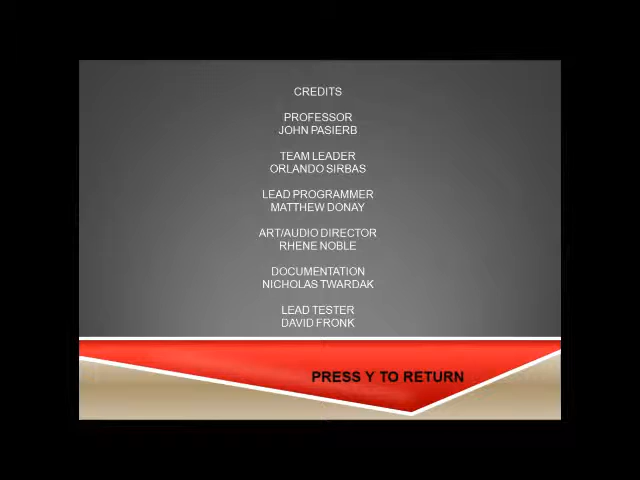 CREDITS
PROFESSOR
JOHN PASIERB
TEAM LEADER
ORLANDO SIRBAS
LEAD PROGRAMMER
MATTHEW DONAY
ART/AUDIO DIRECTOR
RHENE NOBLE
DOCUMENTATION
NICHOLAS TWARDAK
LEAD TESTER
DAVID FRONK
PRESS Y TO RETURN